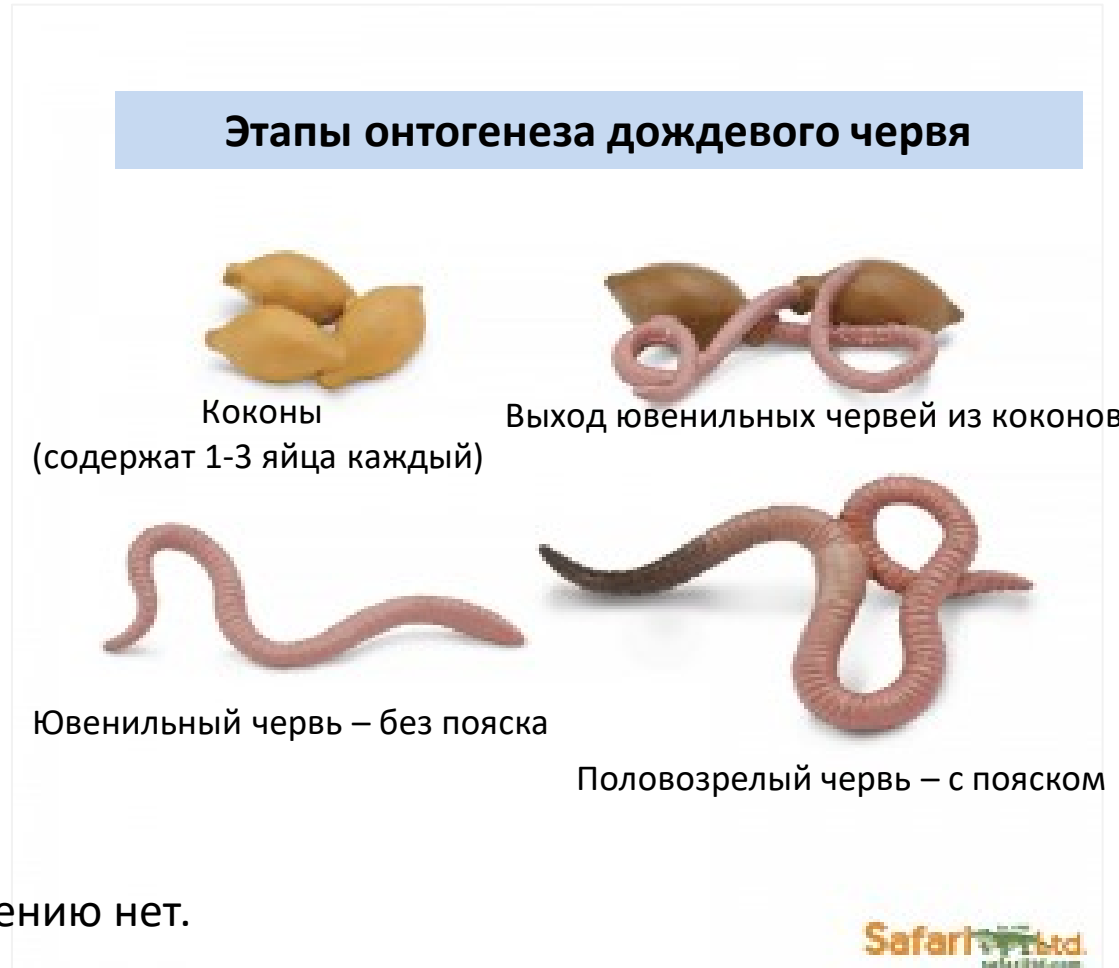 Этапы онтогенеза дождевого червя
Коконы
(содержат 1-3 яйца каждый)
Выход ювенильных червей из коконов
Ювенильный червь – без пояска
Половозрелый червь – с пояском
ению нет.
Safari Ltd.